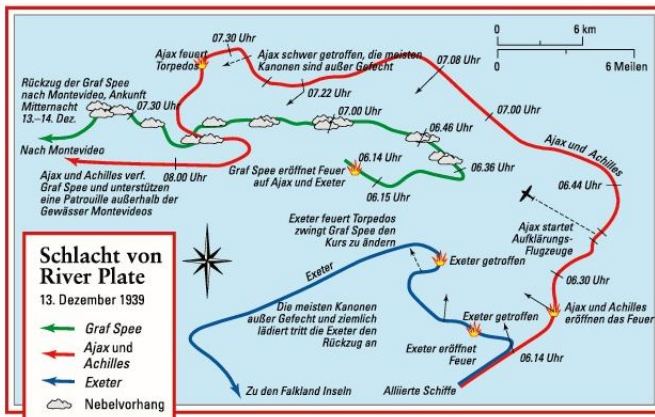 07.30 Uhr
Ajax feuert
Torpedos
Ajax schwer getroffen, die meisten
Kanonen sind außer Gefecht
07.22 Uhr
07.08 Uhr
0 6 km
0 6 Meilen
Rückzug der Graf Spee
nach Montevideo, Ankunft
Mitternacht
13.–14. Dez.
07.30 Uhr
07.00 Uhr
06.46 Uhr
07.00 Uhr
Ajax und Achilles
Nach Montevideo
08.00 Uhr
Graf Spee eröffnet Feuer
auf Ajax und Exeter
06.14 Uhr
06.15 Uhr
06.36 Uhr
06.44 Uhr
Ajax und Achilles verf.
Graf Spee und unterstützen
eine Patrouille außerhalb der
Gewässer Montevideos
Exeter feuert Torpedos
zwingt Graf Spee den
Kurs zu ändern
Ajax startet
Aufklärungs-
Flugzeuge
Exeter
Exeter getroffen
06.30 Uhr
Die meisten Kanonen
außer Gefecht und ziemlich
lädiert tritt die Exeter den
Rückzug an
Exeter getroffen
Ajax und Achilles
eröffnen das Feuer
Exeter eröffnet
Feuer
06.14 Uhr
Zu den Falkland Inseln
Alliierte Schiffe
Schlacht von
River Plate
13. Dezember 1939
Graf Spee
Ajax und
Achilles
Exeter
Nebelvorhang